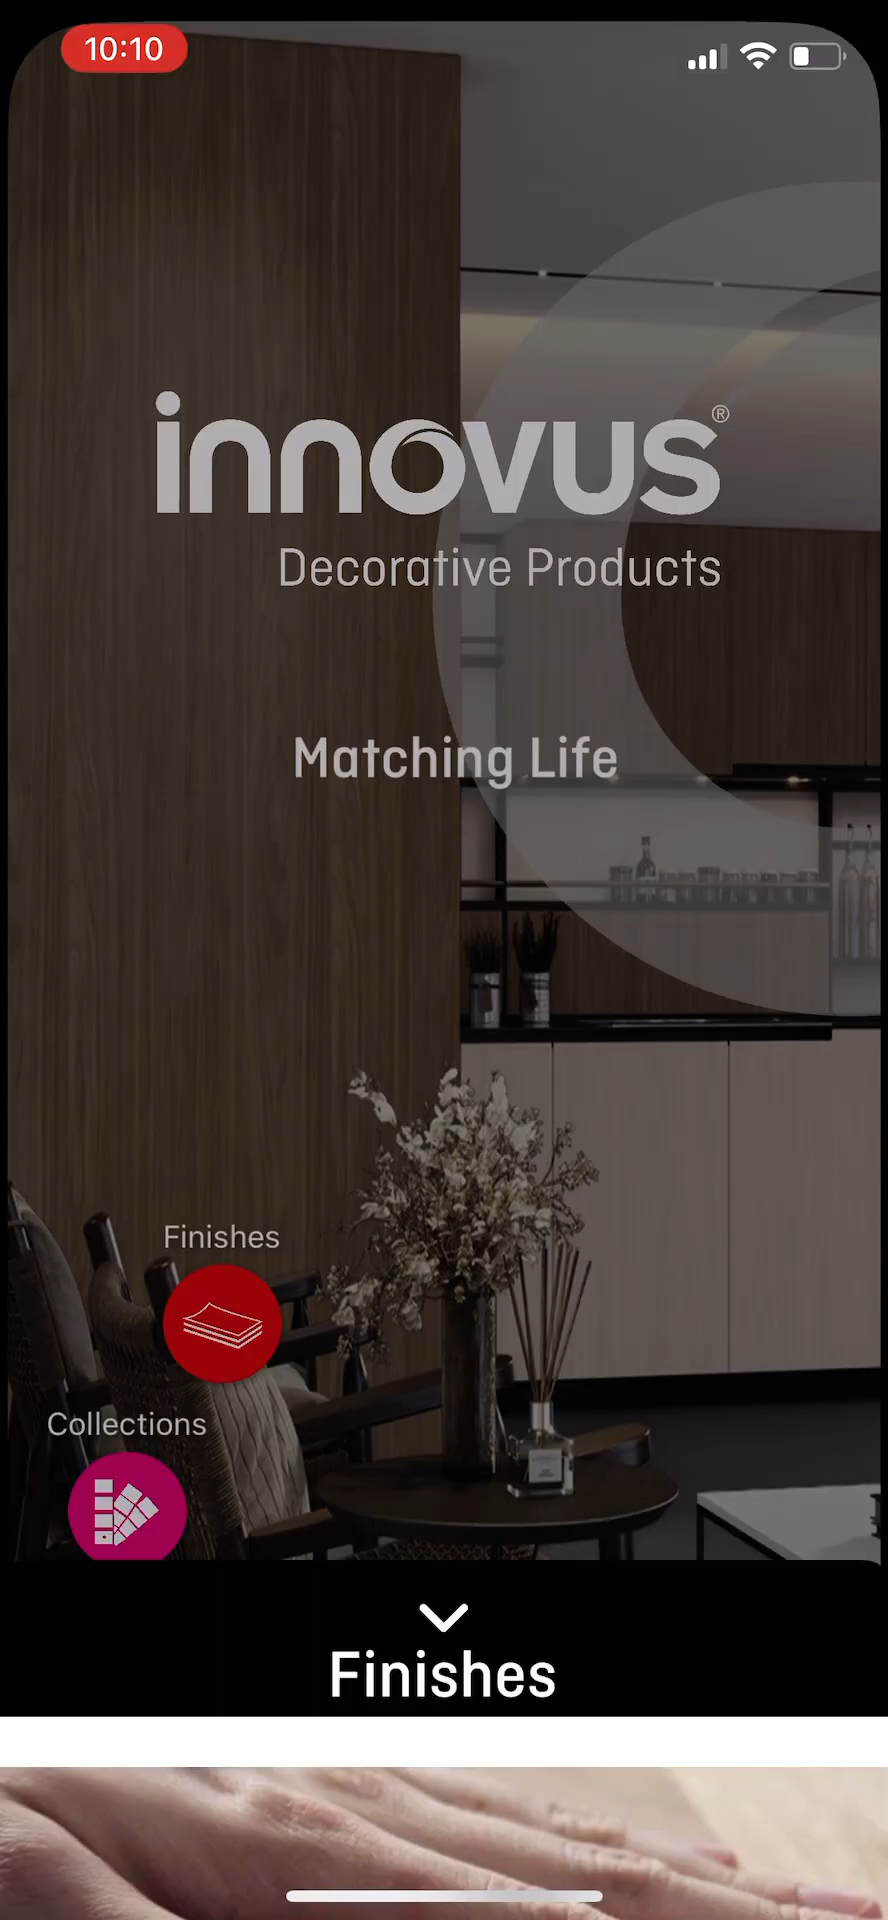 10:10
innovus®
Decorative Products
Matching Life
Finishes
Collections
Finishes